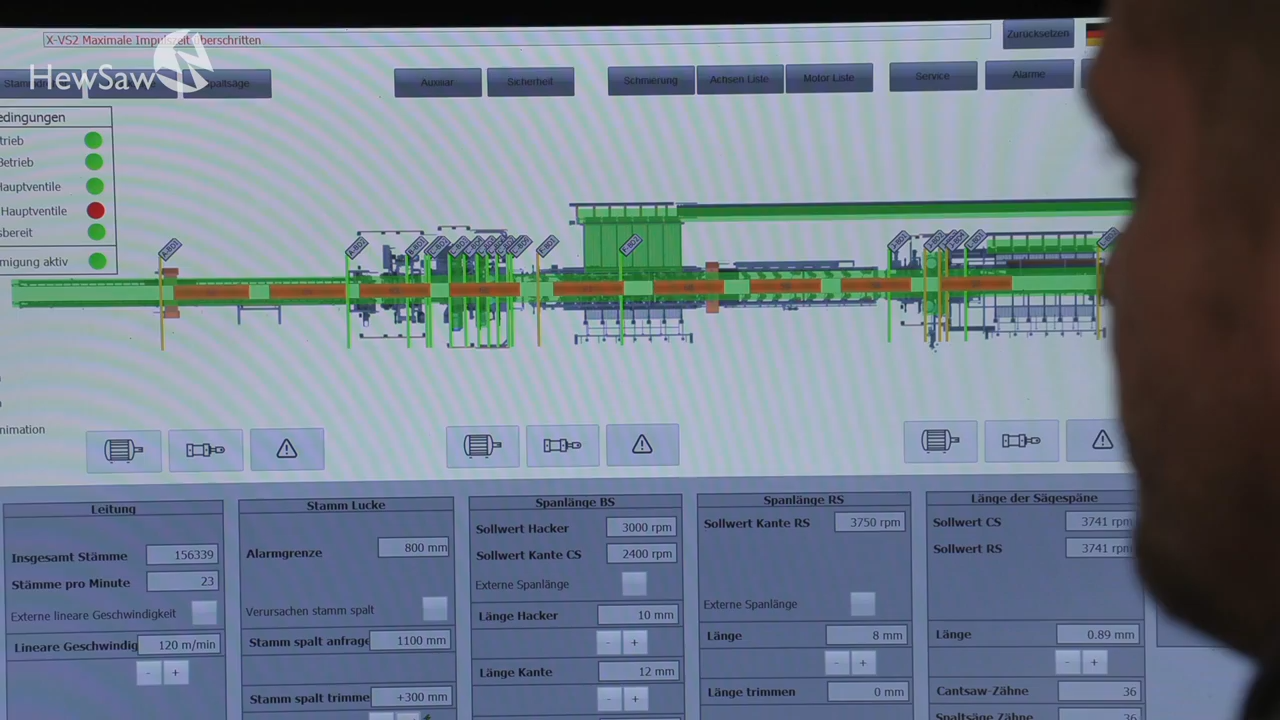 X-VS2 Maximale Impulszeit überschritten
Zurücksetzen
HewSaw
Auxiliar
Sicherheit
Schmierung
Achsen Liste
Motor Liste
Service
Alarme
edingungen
trieb
Betrieb
Hauptventile
Hauptventile
sbereit
migung aktiv
nimation
Leitung
Insgesamt Stämme 156339
Stämme pro Minute 23
Externe lineare Geschwindigkeit
Lineare Geschwindig 120 m/min
- +
Stamm Lucke
Alarmgrenze 800 mm
Verursachen stamm spalt
Stamm spalt anfrage 1100 mm
Stamm spalt trimme +300 mm
Spanlänge BS
Sollwert Hacker 3000 rpm
Sollwert Kante CS 2400 rpm
Externe Spanlänge
Länge Hacker 10 mm
- +
Länge Kante 12 mm
- +
Spanlänge RS
Sollwert Kante RS 3750 rpm
Externe Spanlänge
Länge 8 mm
- +
Länge trimmen 0 mm
Länge der Sägespäne
Sollwert CS 3741 rpm
Sollwert RS 3741 rpm
Länge 0.89 mm
- +
Cantsaw-Zähne 36
Spaltsäge Zähne 36